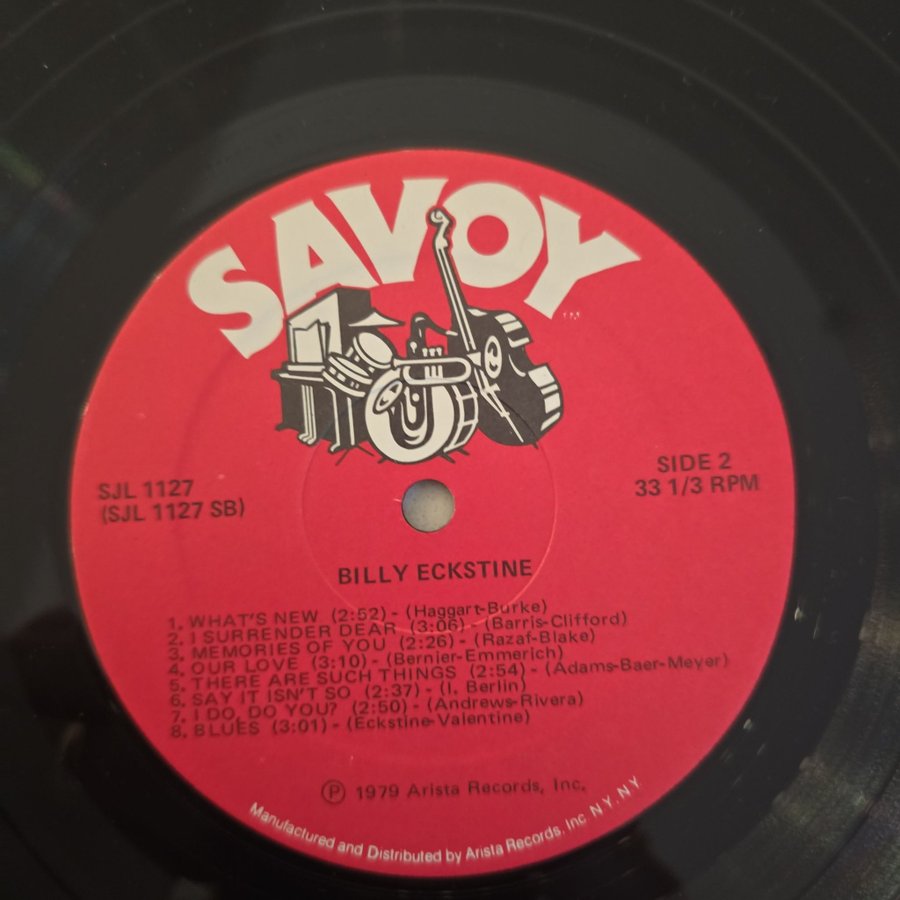 SAVOY
TM
SJL 1127
(SJL 1127 SB)
SIDE 2
33 1/3 RPM
BILLY ECKSTINE
1. WHAT'S NEW (2:52) - (Haggart-Burke)
2. I SURRENDER DEAR (3:06) - (Barris-Clifford)
3. MEMORIES OF YOU (2:26) - (Razaf-Blake)
4. OUR LOVE (3:10) - (Bernier-Emmerich)
5. THERE ARE SUCH THINGS (2:54) - (Adams-Baer-Meyer)
6. SAY IT ISN'T SO (2:37) - (I. Berlin)
7. I DO, DO YOU? (2:50) - (Andrews-Rivera)
8. BLUES (3:01) - (Eckstine-Valentine)
℗ 1979 Arista Records, Inc.
Manufactured and Distributed by Arista Records, Inc N.Y. N.Y